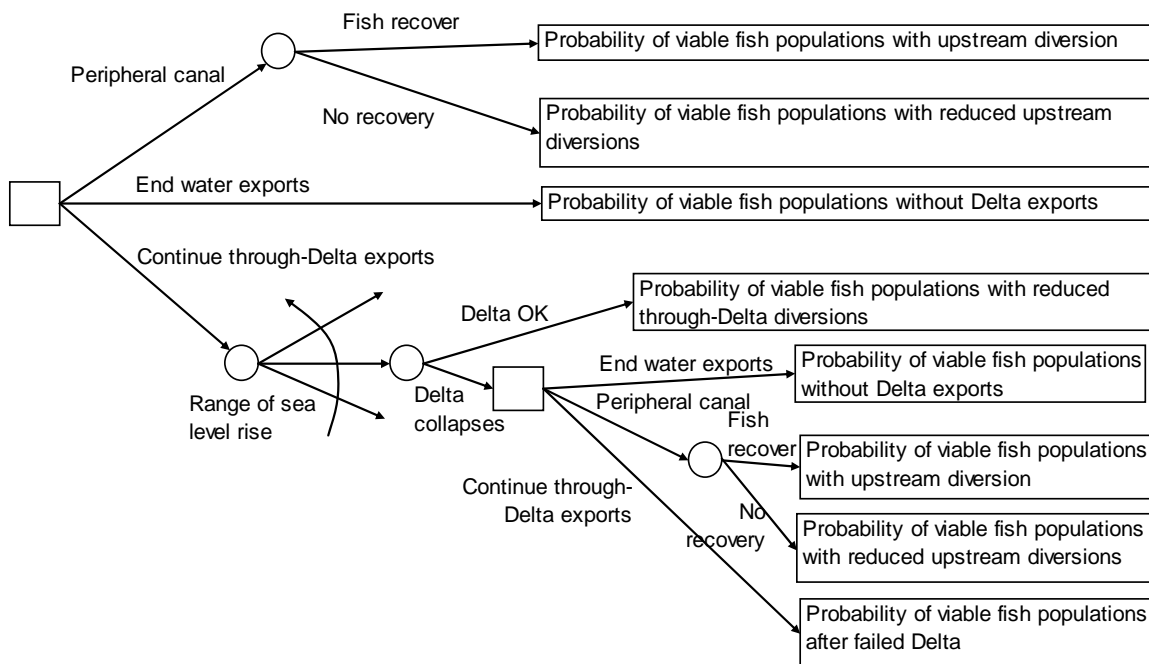 Fish recover
Probability of viable fish populations with upstream diversion
Peripheral canal
No recovery
Probability of viable fish populations with reduced upstream
diversions
End water exports
Probability of viable fish populations without Delta exports
Continue through-Delta exports
Range of sea
level rise
Delta OK
Probability of viable fish populations with reduced
through-Delta diversions
Delta
collapses
End water exports
Probability of viable fish populations
without Delta exports
Peripheral canal
Fish
recover
Probability of viable fish populations
with upstream diversion
No
recovery
Probability of viable fish populations
with reduced upstream diversions
Continue through-
Delta exports
Probability of viable fish populations
after failed Delta